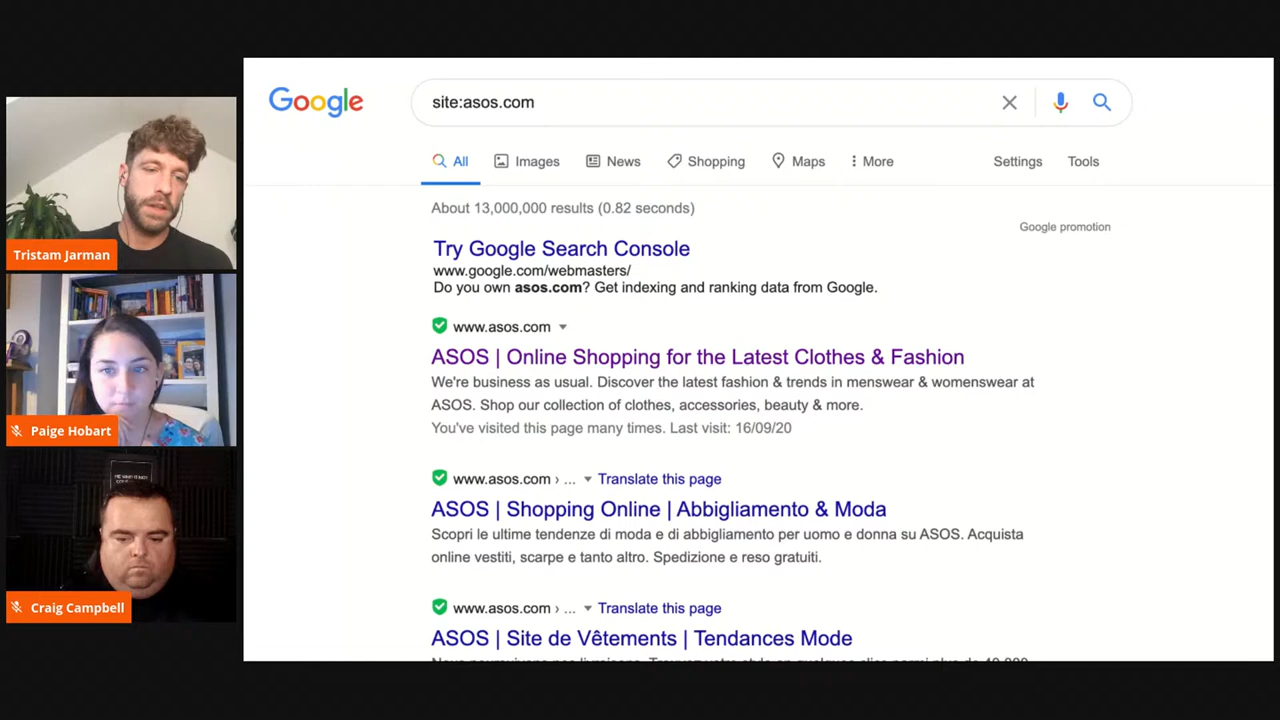 Google
site:asos.com
All
Images
News
Shopping
Maps
More
Settings
Tools
About 13,000,000 results (0.82 seconds)
Google promotion
Try Google Search Console
www.google.com/webmasters/
Do you own asos.com? Get indexing and ranking data from Google.
www.asos.com
ASOS | Online Shopping for the Latest Clothes & Fashion
We're business as usual. Discover the latest fashion & trends in menswear & womenswear at
ASOS. Shop our collection of clothes, accessories, beauty & more.
You've visited this page many times. Last visit: 16/09/20
www.asos.com › ... Translate this page
ASOS | Shopping Online | Abbigliamento & Moda
Scopri le ultime tendenze di moda e di abbigliamento per uomo e donna su ASOS. Acquista
online vestiti, scarpe e tanto altro. Spedizione e reso gratuiti.
www.asos.com › ... Translate this page
ASOS | Site de Vêtements | Tendances Mode
Tristam Jarman
Paige Hobart
Craig Campbell